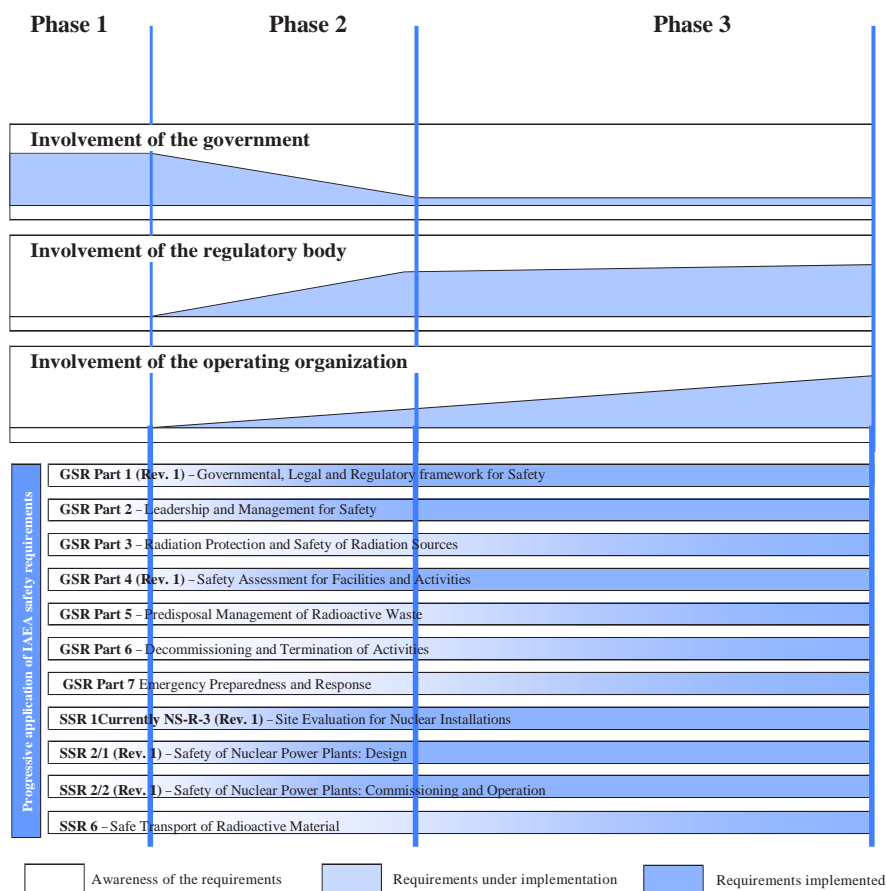 Phase 1 Phase 2 Phase 3
Involvement of the government
Involvement of the regulatory body
Involvement of the operating organization
Progressive application of IAEA safety requirements
GSR Part 1 (Rev. 1) – Governmental, Legal and Regulatory framework for Safety
GSR Part 2 – Leadership and Management for Safety
GSR Part 3 – Radiation Protection and Safety of Radiation Sources
GSR Part 4 (Rev. 1) – Safety Assessment for Facilities and Activities
GSR Part 5 – Predisposal Management of Radioactive Waste
GSR Part 6 – Decommissioning and Termination of Activities
GSR Part 7 Emergency Preparedness and Response
SSR 1Currently NS-R-3 (Rev. 1) – Site Evaluation for Nuclear Installations
SSR 2/1 (Rev. 1) – Safety of Nuclear Power Plants: Design
SSR 2/2 (Rev. 1) – Safety of Nuclear Power Plants: Commissioning and Operation
SSR 6 – Safe Transport of Radioactive Material
Awareness of the requirements Requirements under implementation Requirements implemented